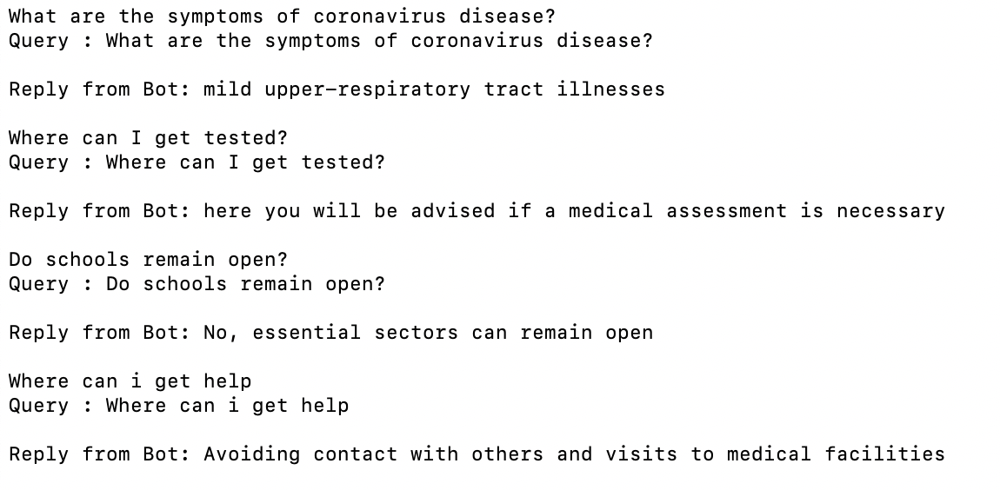 What are the symptoms of coronavirus disease?
Query : What are the symptoms of coronavirus disease?
Reply from Bot: mild upper-respiratory tract illnesses
Where can I get tested?
Query : Where can I get tested?
Reply from Bot: here you will be advised if a medical assessment is necessary
Do schools remain open?
Query : Do schools remain open?
Reply from Bot: No, essential sectors can remain open
Where can i get help
Query : Where can i get help
Reply from Bot: Avoiding contact with others and visits to medical facilities